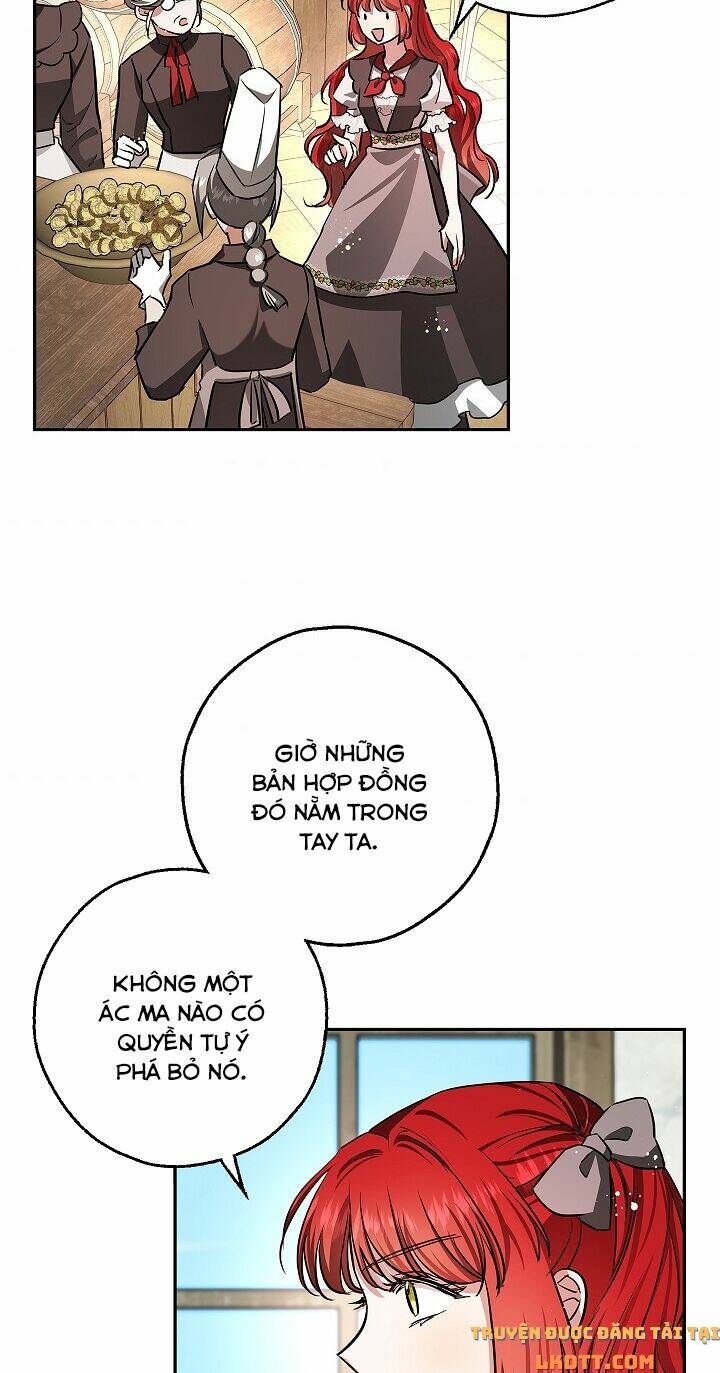 GIỜ NHỮNG
BẢN HỢP ĐỒNG
ĐÓ NẰM TRONG
TAY TA.
KHÔNG MỘT
ÁC MA NÀO CÓ
QUYỀN TỰ Ý
PHÁ BỎ NÓ.
TRUYỆN ĐƯỢC ĐĂNG TẢI TẠI
LKDTT.COM